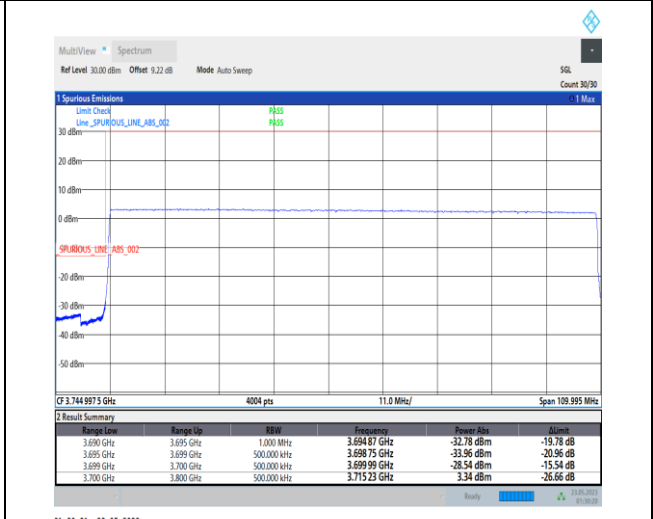 MultiView Spectrum
Ref Level 30.00 dBm Offset 9.22 dB Mode Auto Sweep SGL
Count 30/30
1 Spurious Emissions 1 Max
Limit Check PASS
Line _SPURIOUS_LINE_ABS_002 PASS
30 dBm
20 dBm
10 dBm
0 dBm
_SPURIOUS_LINE_ABS_002
-20 dBm
-30 dBm
-40 dBm
-50 dBm
CF 3.744 997 5 GHz 4004 pts 11.0 MHz/ Span 109.995 MHz
2 Result Summary
Range Low Range Up RBW Frequency Power Abs ΔLimit
3.690 GHz 3.695 GHz 1.000 MHz 3.694 87 GHz -32.78 dBm -19.78 dB
3.695 GHz 3.699 GHz 500.000 kHz 3.698 75 GHz -33.96 dBm -20.96 dB
3.699 GHz 3.700 GHz 500.000 kHz 3.699 99 GHz -28.54 dBm -15.54 dB
3.700 GHz 3.800 GHz 500.000 kHz 3.715 23 GHz 3.34 dBm -26.66 dB
Ready 23.05.2023
01:30:20